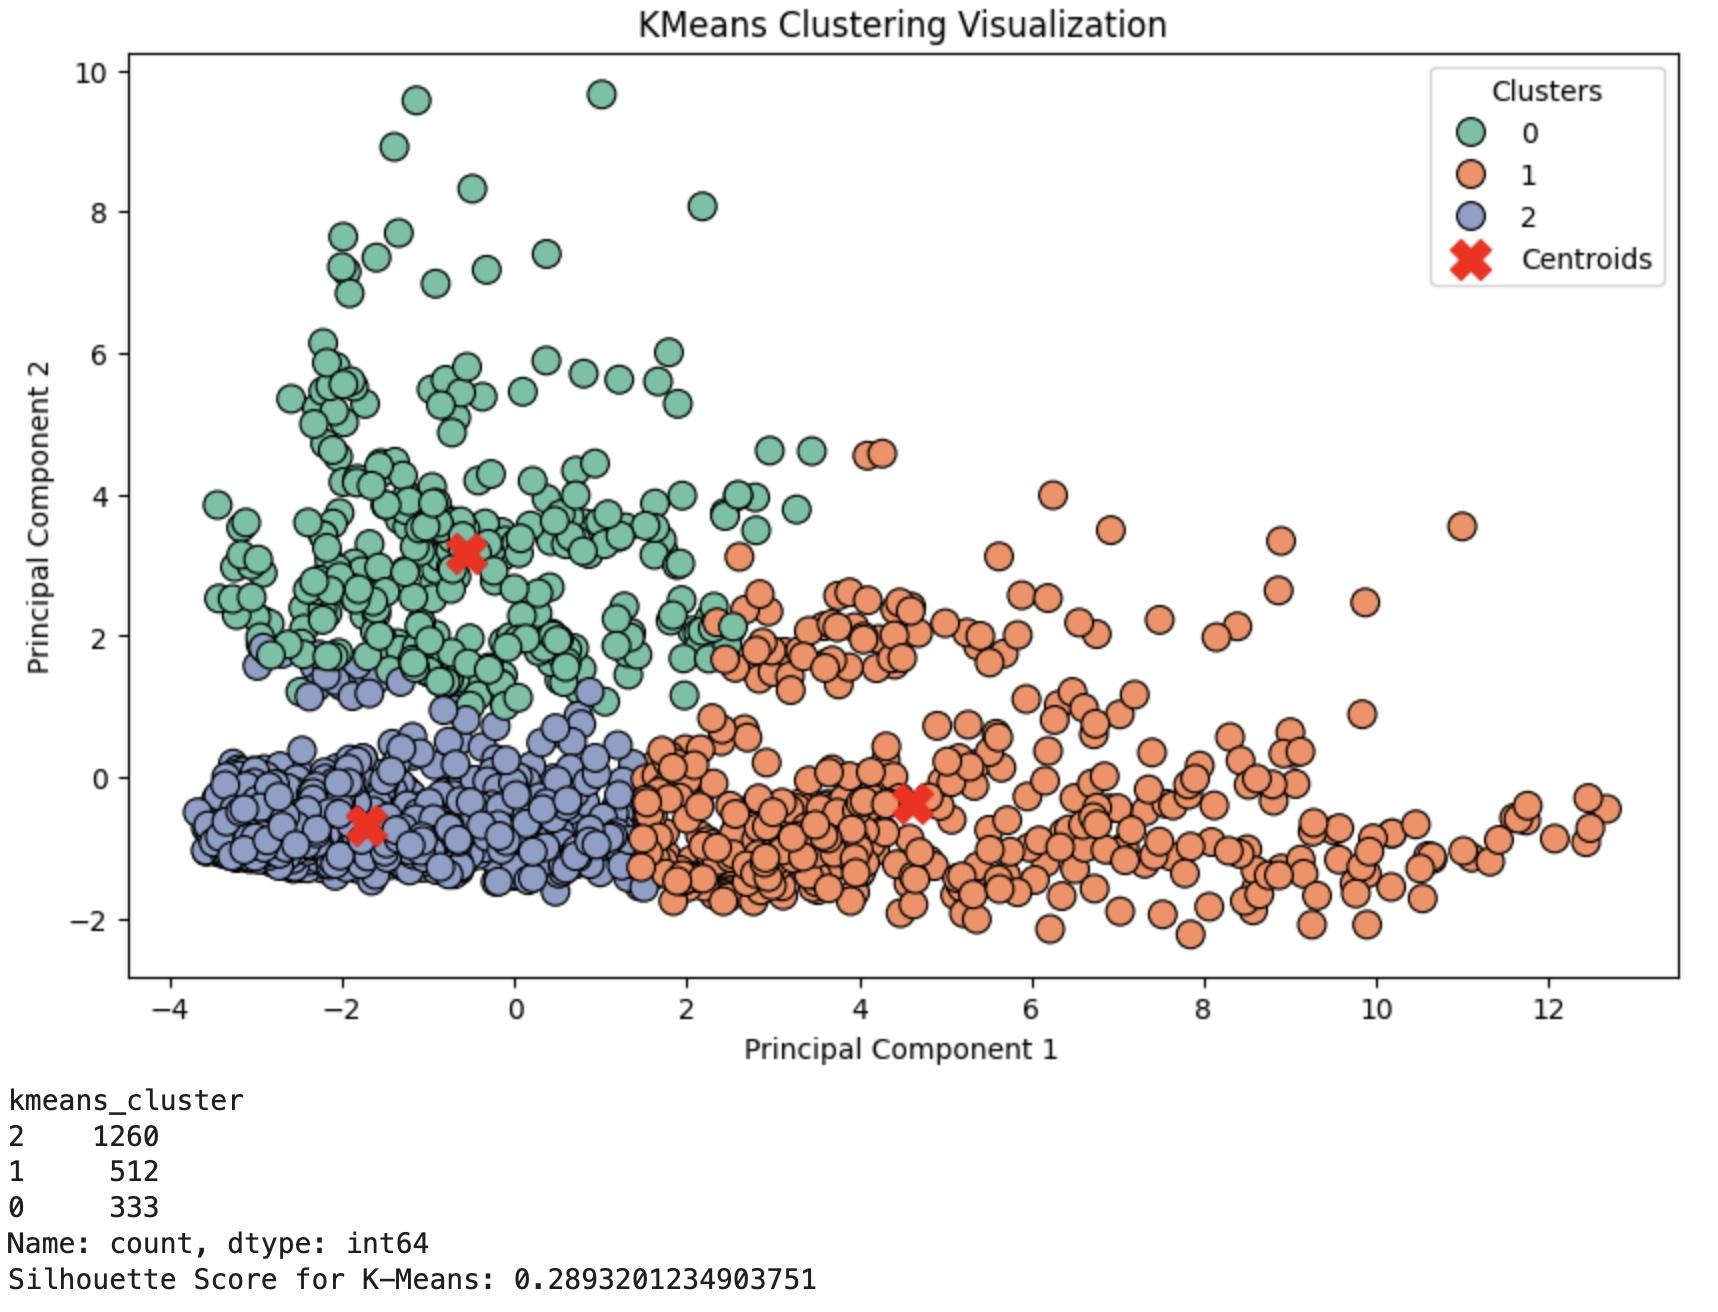 KMeans Clustering Visualization
Clusters
0
1
2
Centroids
10
8
6
4
2
0
−2
Principal Component 2
−4
−2
0
2
4
6
8
10
12
Principal Component 1
kmeans_cluster
2    1260
1     512
0     333
Name: count, dtype: int64
Silhouette Score for K-Means: 0.2893201234903751